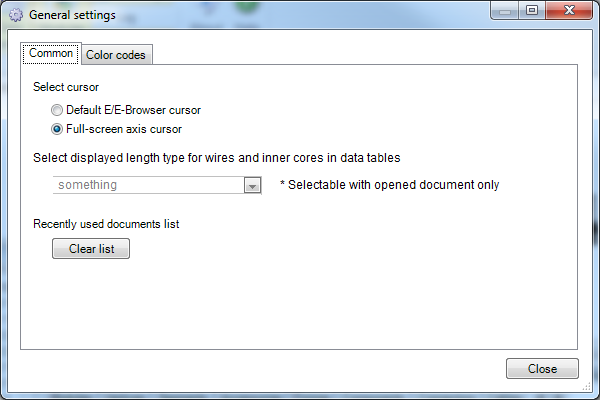 General settings
Common
Color codes
Select cursor
Default E/E-Browser cursor
Full-screen axis cursor
Select displayed length type for wires and inner cores in data tables
something
* Selectable with opened document only
Recently used documents list
Clear list
Close